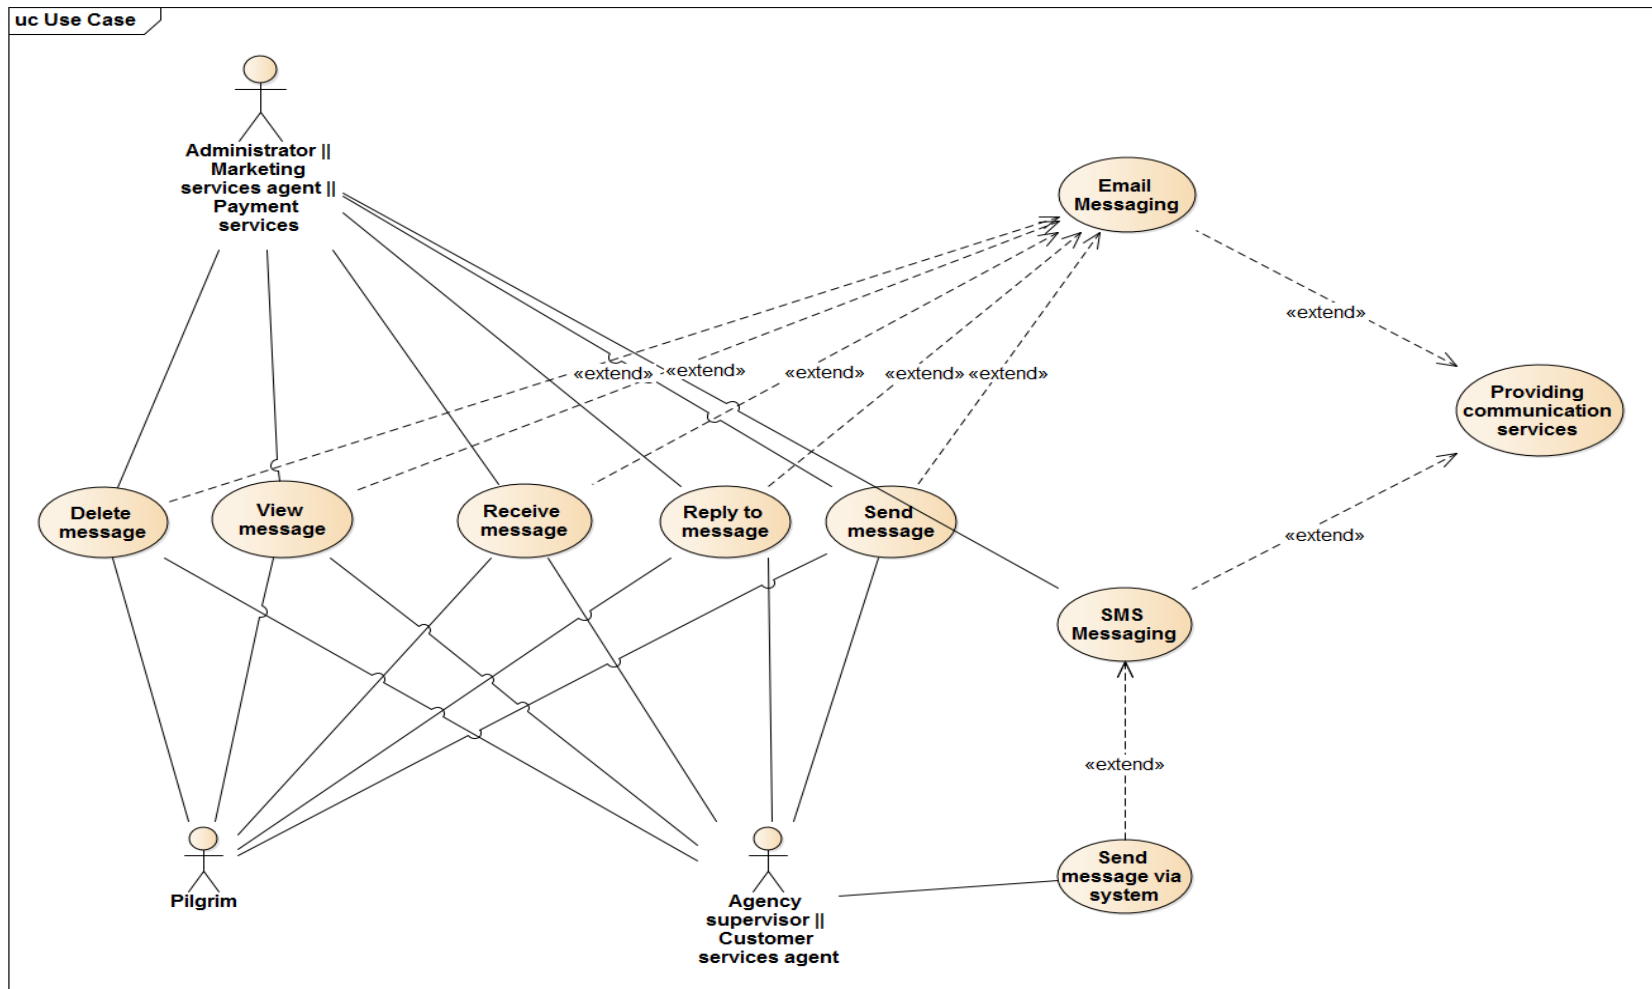 uc Use Case
Administrator ||
Marketing
services agent ||
Payment
services
Email
Messaging
«extend»
Providing
communication
services
«extend»
«extend»
«extend»
«extend»
«extend»
Delete
message
View
message
Receive
message
Reply to
message
Send
message
«extend»
SMS
Messaging
«extend»
Send
message via
system
Pilgrim
Agency
supervisor ||
Customer
services agent